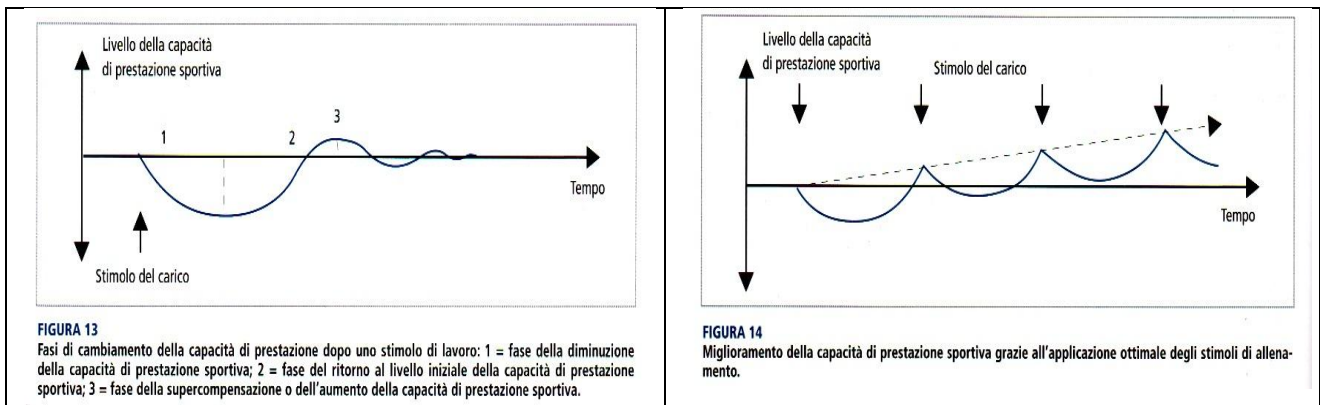 Livello della capacità
di prestazione sportiva
1
2
3
Tempo
Stimolo del carico
FIGURA 13
Fasi di cambiamento della capacità di prestazione dopo uno stimolo di lavoro: 1 = fase della diminuzione
della capacità di prestazione sportiva; 2 = fase del ritorno al livello iniziale della capacità di prestazione
sportiva; 3 = fase della supercompensazione o dell'aumento della capacità di prestazione sportiva.
Livello della capacità
di prestazione sportiva
Stimolo del carico
Tempo
FIGURA 14
Miglioramento della capacità di prestazione sportiva grazie all'applicazione ottimale degli stimoli di allena-
mento.